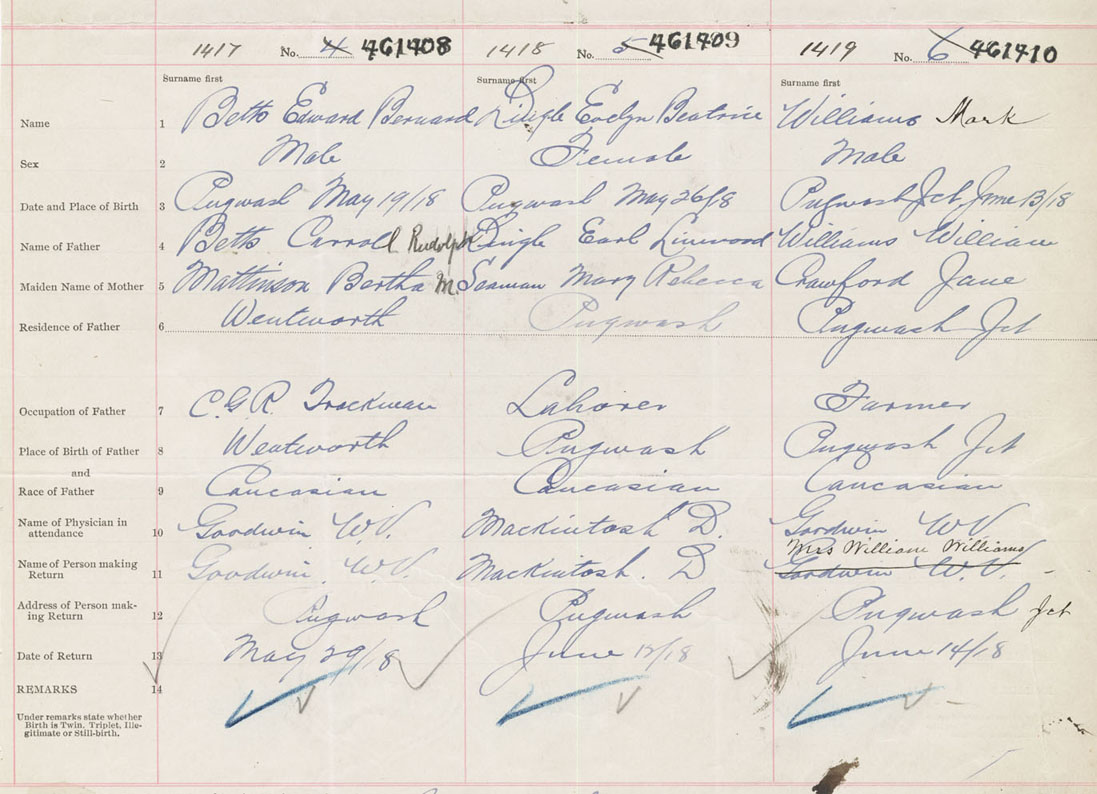 1417 No. 4 461408 1418 No. 5 461409 1419 No. 6 461410
Surname first Surname first Surname first
Name 1 Betts Edward Bernard Dingle Evelyn Beatrice Williams Mark
Sex 2 Male Female Male
Date and Place of Birth 3 Pugwash May 19/18 Pugwash May 26/18 Pugwash Jct June 13/18
Name of Father 4 Betts Carroll Rudolph Dingle Earl Linwood Williams William
Maiden Name of Mother 5 Mattinson Bertha M. Seaman Mary Rebecca Crawford Jane
Residence of Father 6 Wentworth Pugwash Pugwash Jct
Occupation of Father 7 C.G.R. Trackman Laborer Farmer
Place of Birth of Father 8 Wentworth Pugwash Pugwash Jct
and
Race of Father 9 Caucasian Caucasian Caucasian
Name of Physician in
attendance 10 Goodwin W.V. Mackintosh D. Goodwin W V
Mrs William Williams
Name of Person making
Return 11 Goodwin, W.V. Mackintosh. D Goodwin W.V.
Address of Person mak-
ing Return 12 Pugwash Pugwash Pugwash Jct
Date of Return 13 May 29/18 June 12/18 June 14/18
REMARKS 14
Under remarks state whether
Birth is Twin, Triplet, Ille-
gitimate or Still-birth.